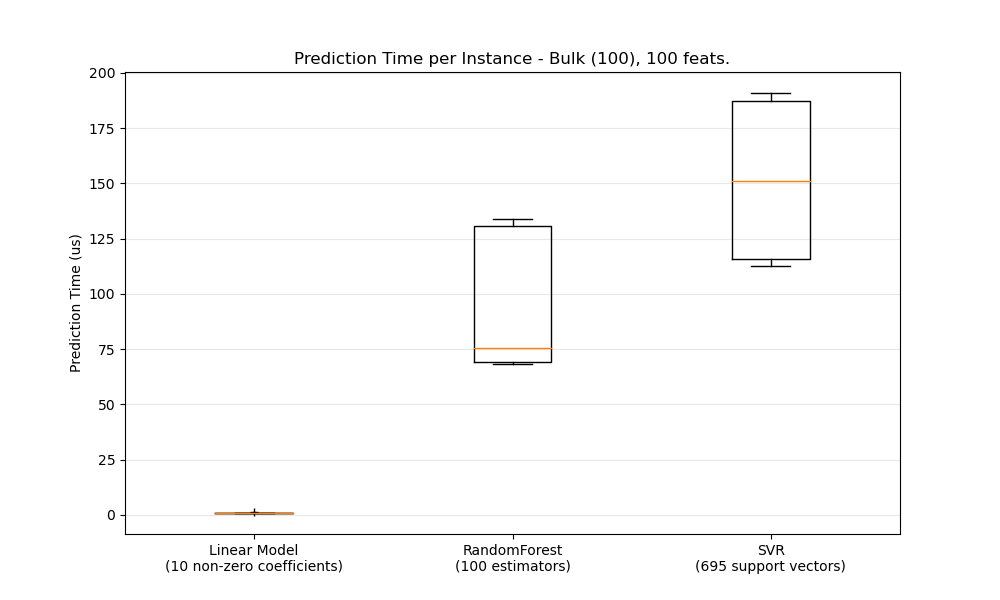 Prediction Time per Instance - Bulk (100), 100 feats.
Prediction Time (us)
200
175
150
125
100
75
50
25
0
Linear Model
(10 non-zero coefficients)
RandomForest
(100 estimators)
SVR
(695 support vectors)